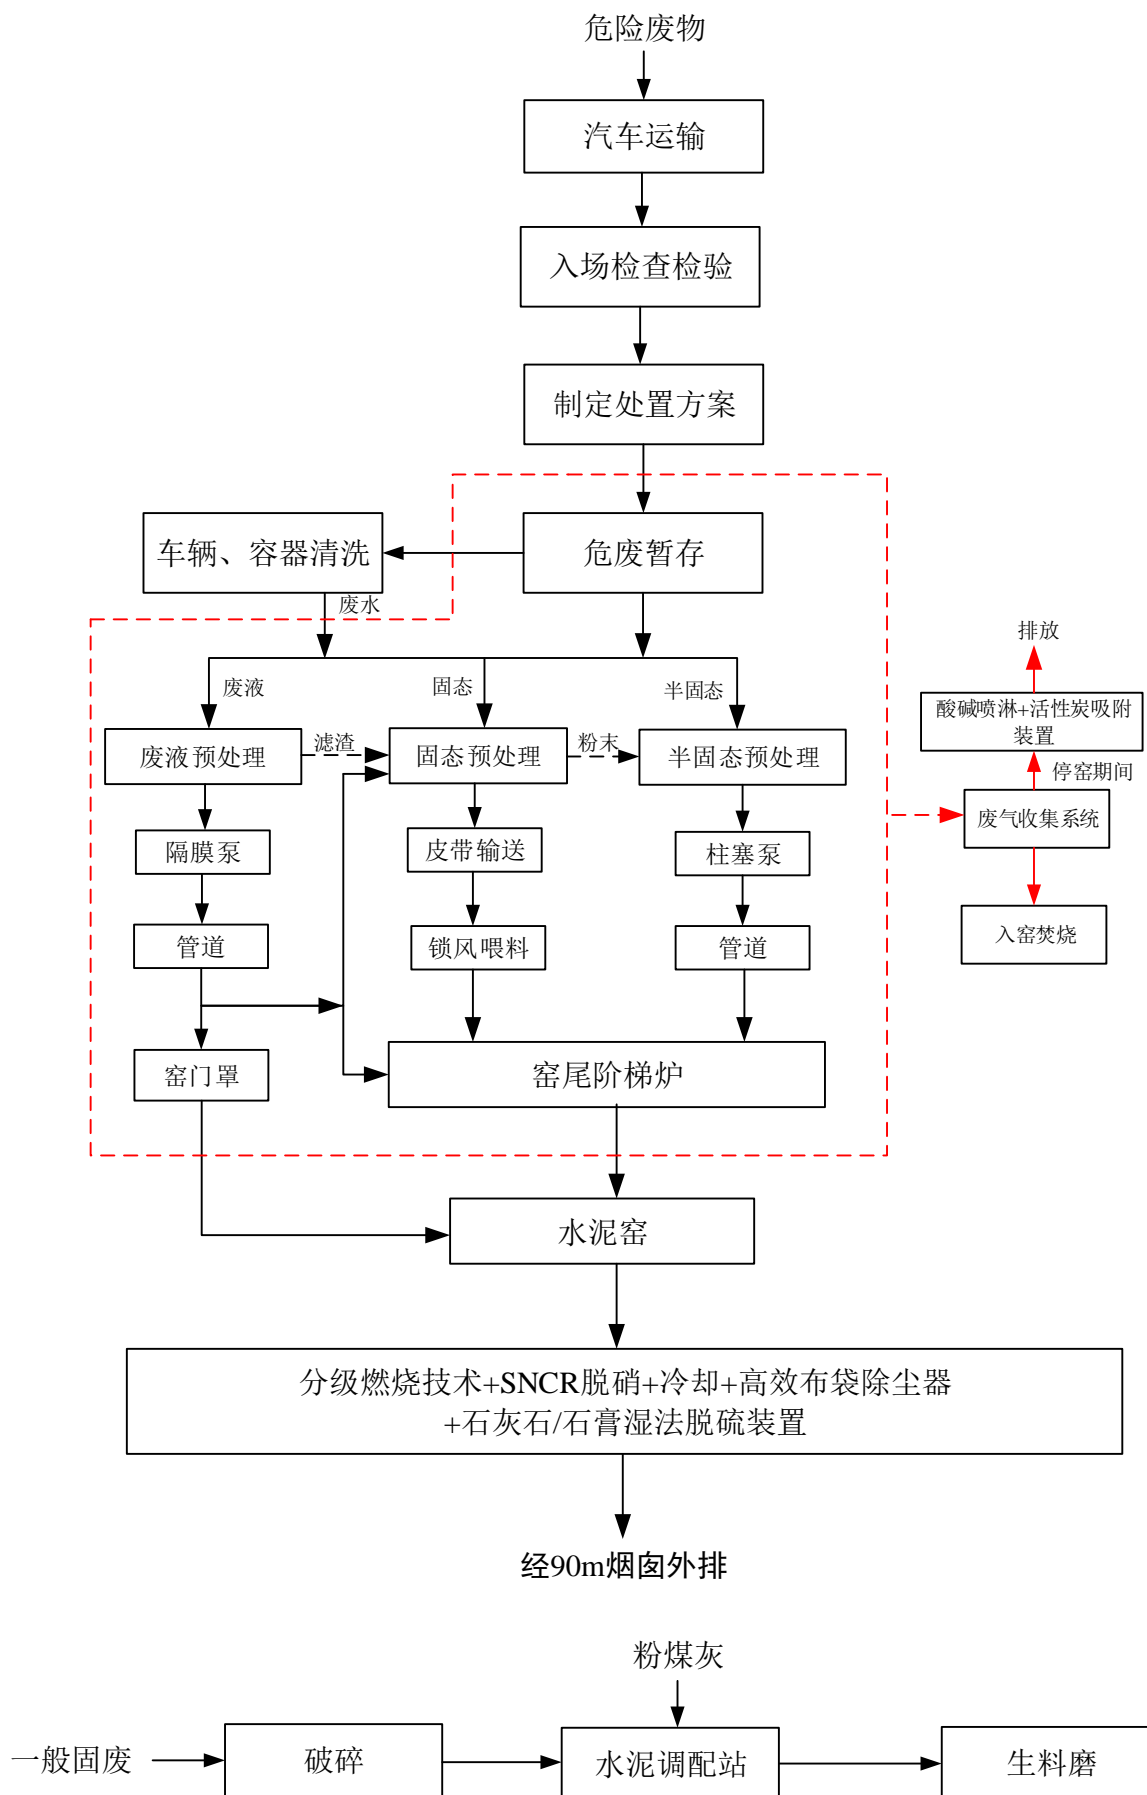 危险废物
汽车运输
入场检查检验
制定处置方案
车辆、容器清洗
危废暂存
废水
排放
废液
固态
半固态
酸碱喷淋+活性炭吸附
装置
废液预处理
滤渣
固态预处理
粉末
半固态预处理
停窑期间
废气收集系统
隔膜泵
皮带输送
柱塞泵
管道
锁风喂料
管道
入窑焚烧
窑门罩
窑尾阶梯炉
水泥窑
分级燃烧技术+SNCR脱硝+冷却+高效布袋除尘器
+石灰石/石膏湿法脱硫装置
经90m烟囱外排
粉煤灰
一般固废
破碎
水泥调配站
生料磨